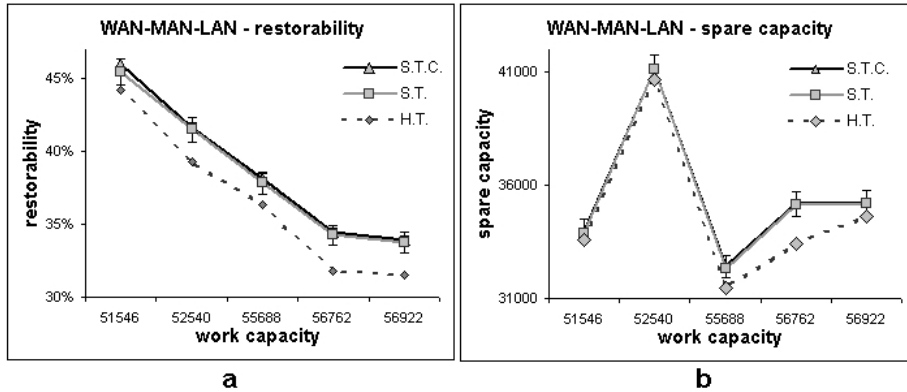 WAN-MAN-LAN - restorability
45%
40%
35%
30%
restorability
S.T.C.
S.T.
H.T.
51546 52540 55688 56762 56922
work capacity
a
WAN-MAN-LAN - spare capacity
41000
36000
31000
spare capacity
S.T.C.
S.T.
H.T.
51546 52540 55688 56762 56922
work capacity
b